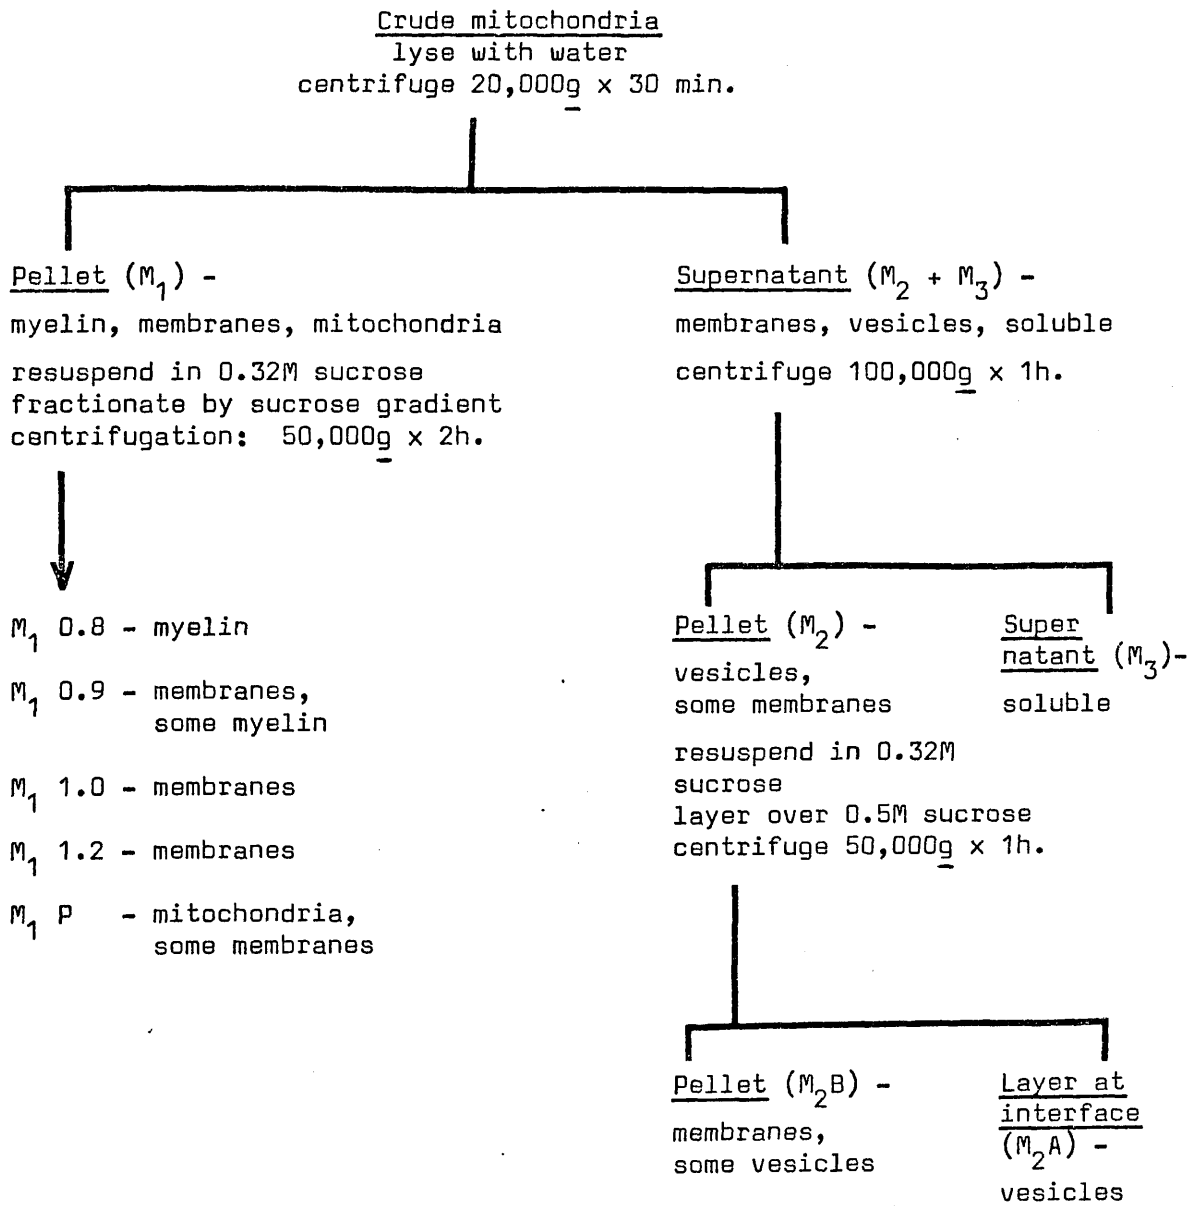 Crude mitochondria
lyse with water
centrifuge 20,000g x 30 min.
Pellet (M1) -
myelin, membranes, mitochondria
resuspend in 0.32M sucrose
fractionate by sucrose gradient
centrifugation: 50,000g x 2h.
M1 0.8 - myelin
M1 0.9 - membranes,
some myelin
M1 1.0 - membranes
M1 1.2 - membranes
M1 P - mitochondria,
some membranes
Supernatant (M2 + M3) -
membranes, vesicles, soluble
centrifuge 100,000g x 1h.
Pellet (M2) -
vesicles,
some membranes
resuspend in 0.32M
sucrose
layer over 0.5M sucrose
centrifuge 50,000g x 1h.
Super
natant (M3)-
soluble
Pellet (M2B) -
membranes,
some vesicles
Layer at
interface
(M2A) -
vesicles